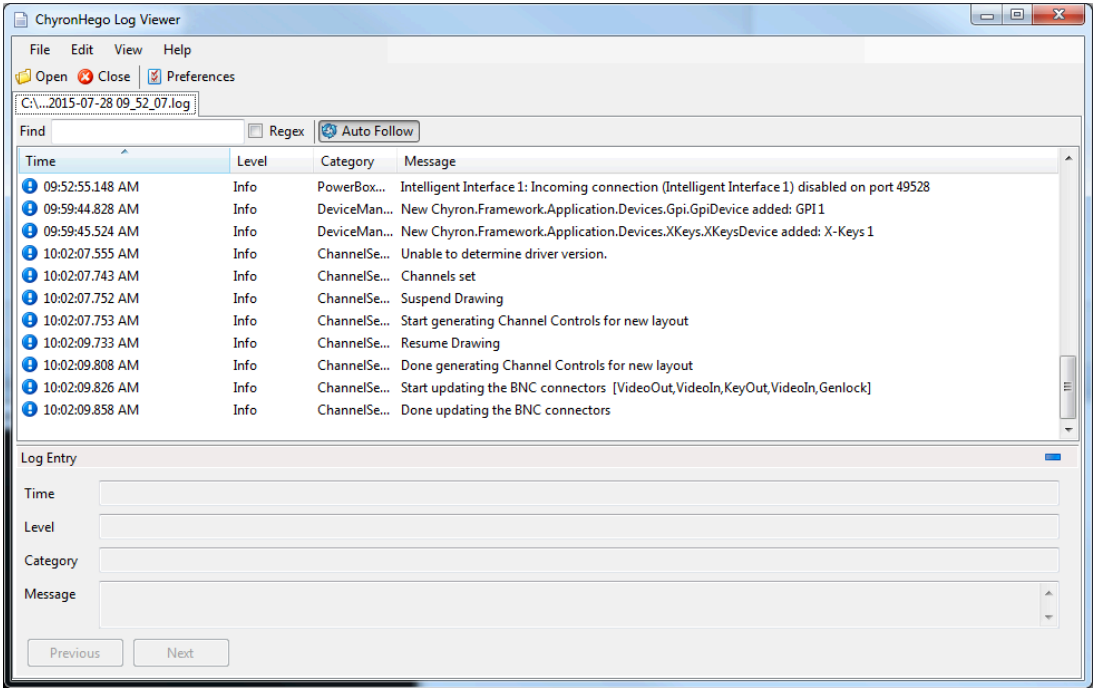 ChyronHego Log Viewer
File Edit View Help
Open Close Preferences
C:\...2015-07-28 09_52_07.log
Find Regex Auto Follow
Time Level Category Message
09:52:55.148 AM Info PowerBox... Intelligent Interface 1: Incoming connection (Intelligent Interface 1) disabled on port 49528
09:59:44.828 AM Info DeviceMan... New Chyron.Framework.Application.Devices.Gpi.GpiDevice added: GPI 1
09:59:45.524 AM Info DeviceMan... New Chyron.Framework.Application.Devices.XKeys.XKeysDevice added: X-Keys 1
10:02:07.555 AM Info ChannelSe... Unable to determine driver version.
10:02:07.743 AM Info ChannelSe... Channels set
10:02:07.752 AM Info ChannelSe... Suspend Drawing
10:02:07.753 AM Info ChannelSe... Start generating Channel Controls for new layout
10:02:09.733 AM Info ChannelSe... Resume Drawing
10:02:09.808 AM Info ChannelSe... Done generating Channel Controls for new layout
10:02:09.826 AM Info ChannelSe... Start updating the BNC connectors [VideoOut,VideoIn,KeyOut,VideoIn,Genlock]
10:02:09.858 AM Info ChannelSe... Done updating the BNC connectors
Log Entry
Time
Level
Category
Message
Previous Next